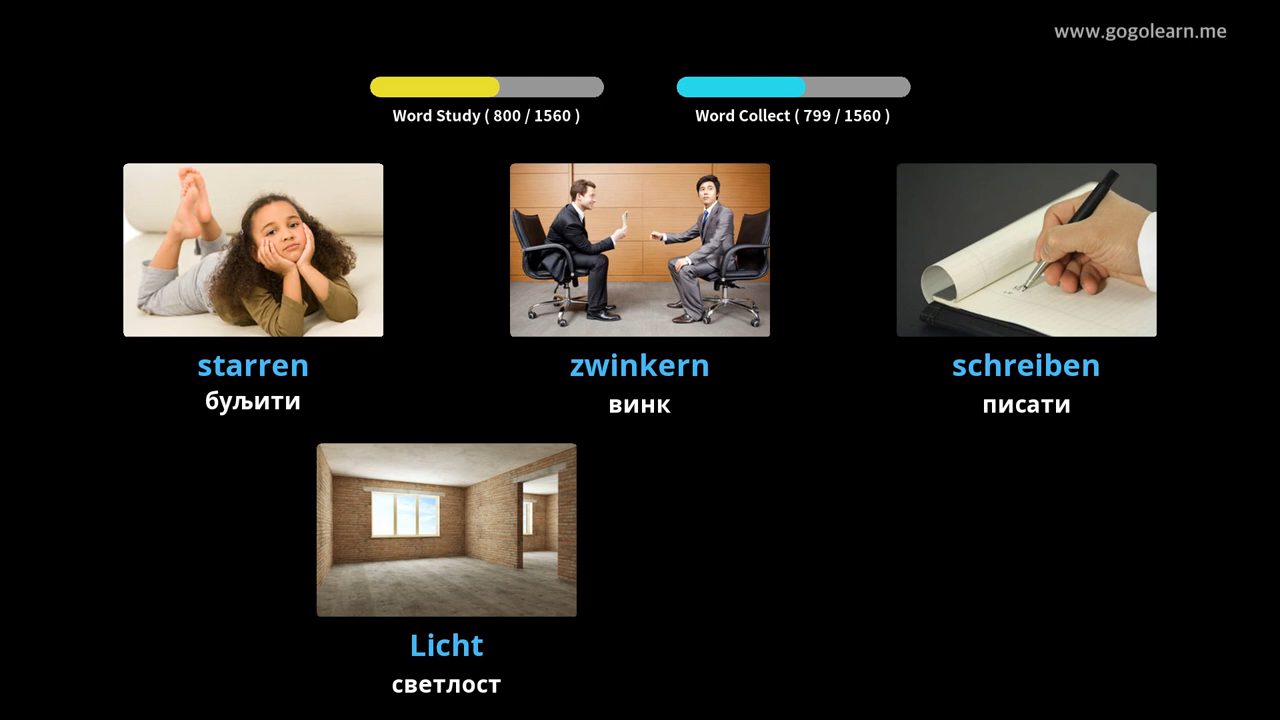 www.gogolearn.me
Word Study ( 800 / 1560 )
Word Collect ( 799 / 1560 )
starren
буљити
zwinkern
винк
schreiben
писати
Licht
светлост